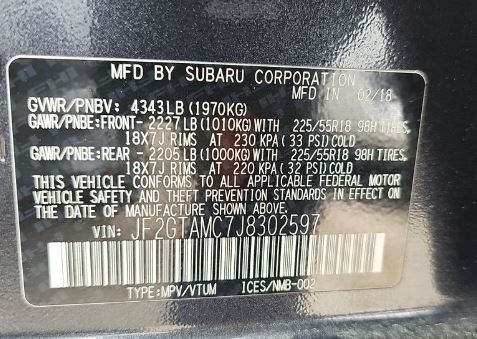 MFD BY SUBARU CORPORATION
MFD IN 02/18
GVWR/PNBV: 4343LB (1970KG)
GAWR/PNBE:FRONT- 2227LB (1010KG)WITH 225/55R18 98H TIRES,
18X7J RIMS AT 230 KPA (33 PSI)COLD
GAWR/PNBE:REAR - 2205LB (1000KG)WITH 225/55R18 98H TIRES,
18X7J RIMS AT 220 KPA (32 PSI)COLD
THIS VEHICLE CONFORMS TO ALL APPLICABLE FEDERAL MOTOR
VEHICLE SAFETY AND THEFT PREVENTION STANDARDS IN
EFFECT ON THE DATE OF MANUFACTURE SHOWN ABOVE.
VIN: JF2GTAMC7J8302597
TYPE:MPV/VTUM ICES/NMB-002